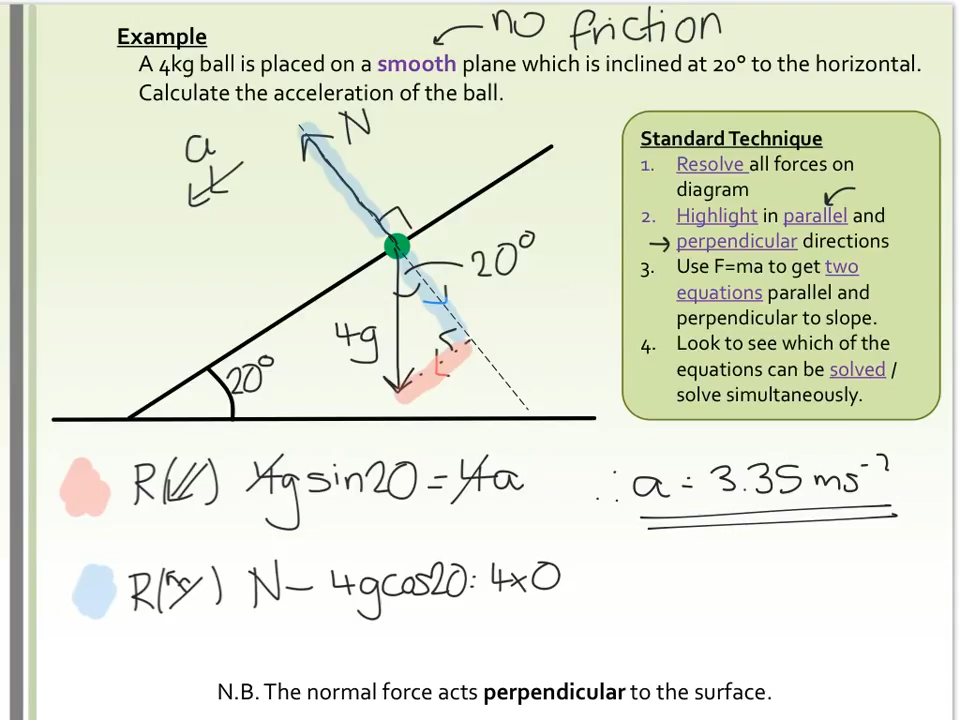 no friction
Example
A 4kg ball is placed on a smooth plane which is inclined at 20° to the horizontal.
Calculate the acceleration of the ball.
a
N
20°
4g
20°
Standard Technique
1. Resolve all forces on
diagram
2. Highlight in parallel and
perpendicular directions
3. Use F=ma to get two
equations parallel and
perpendicular to slope.
4. Look to see which of the
equations can be solved /
solve simultaneously.
R(↙) 4g sin20 = 4a
∴ a = 3.35 ms⁻²
R(↖) N - 4gcos20 = 4×0
N.B. The normal force acts perpendicular to the surface.